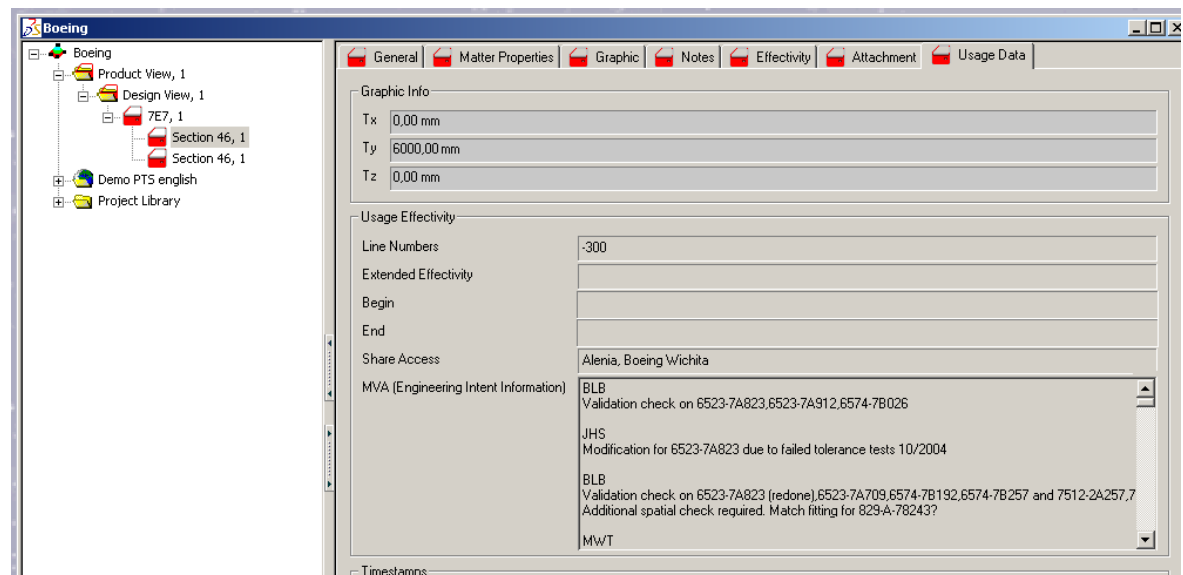 Boeing
Boeing
Product View, 1
Design View, 1
7E7, 1
Section 46, 1
Section 46, 1
Demo PTS english
Project Library
General Matter Properties Graphic Notes Effectivity Attachment Usage Data
Graphic Info
Tx 0,00 mm
Ty 6000,00 mm
Tz 0,00 mm
Usage Effectivity
Line Numbers -300
Extended Effectivity
Begin
End
Share Access Alenia, Boeing Wichita
MVA (Engineering Intent Information)
BLB
Validation check on 6523-7A823,6523-7A912,6574-7B026
JHS
Modification for 6523-7A823 due to failed tolerance tests 10/2004
BLB
Validation check on 6523-7A823 (redone),6523-7A709,6574-7B192,6574-7B257 and 7512-2A257,7
Additional spatial check required. Match fitting for 829-A-78243?
MWT
Timestamps